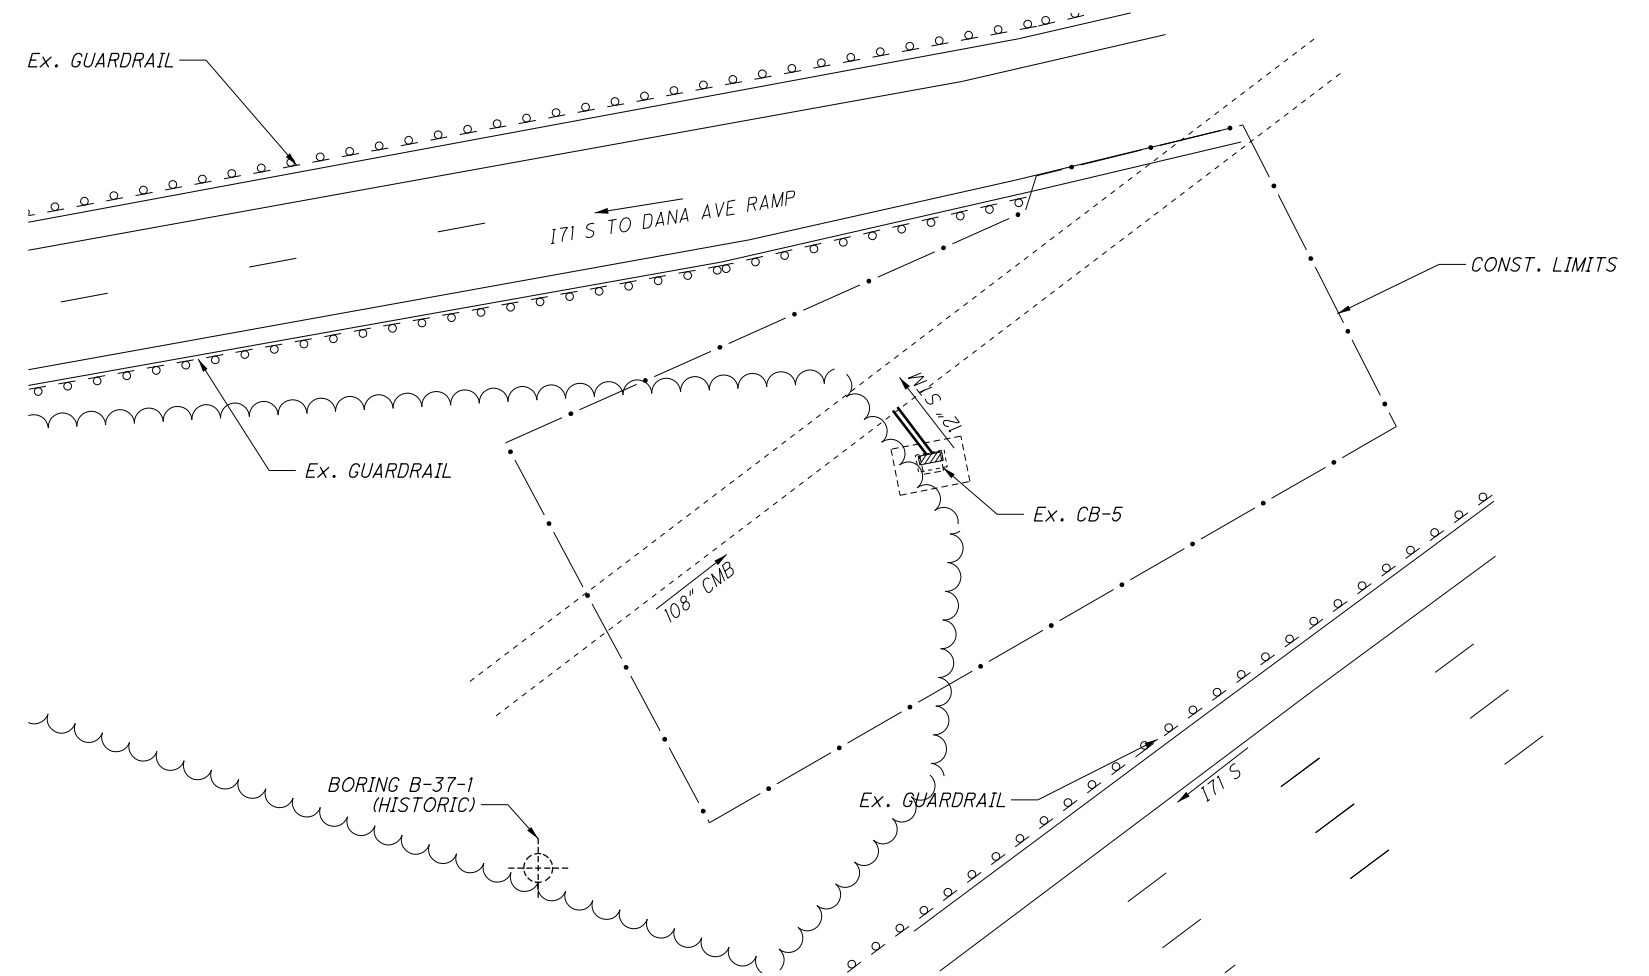 Ex. GUARDRAIL
I71 S TO DANA AVE RAMP
CONST. LIMITS
12" STM
Ex. GUARDRAIL
Ex. CB-5
108" CMB
BORING B-37-1
(HISTORIC)
Ex. GUARDRAIL
I71 S